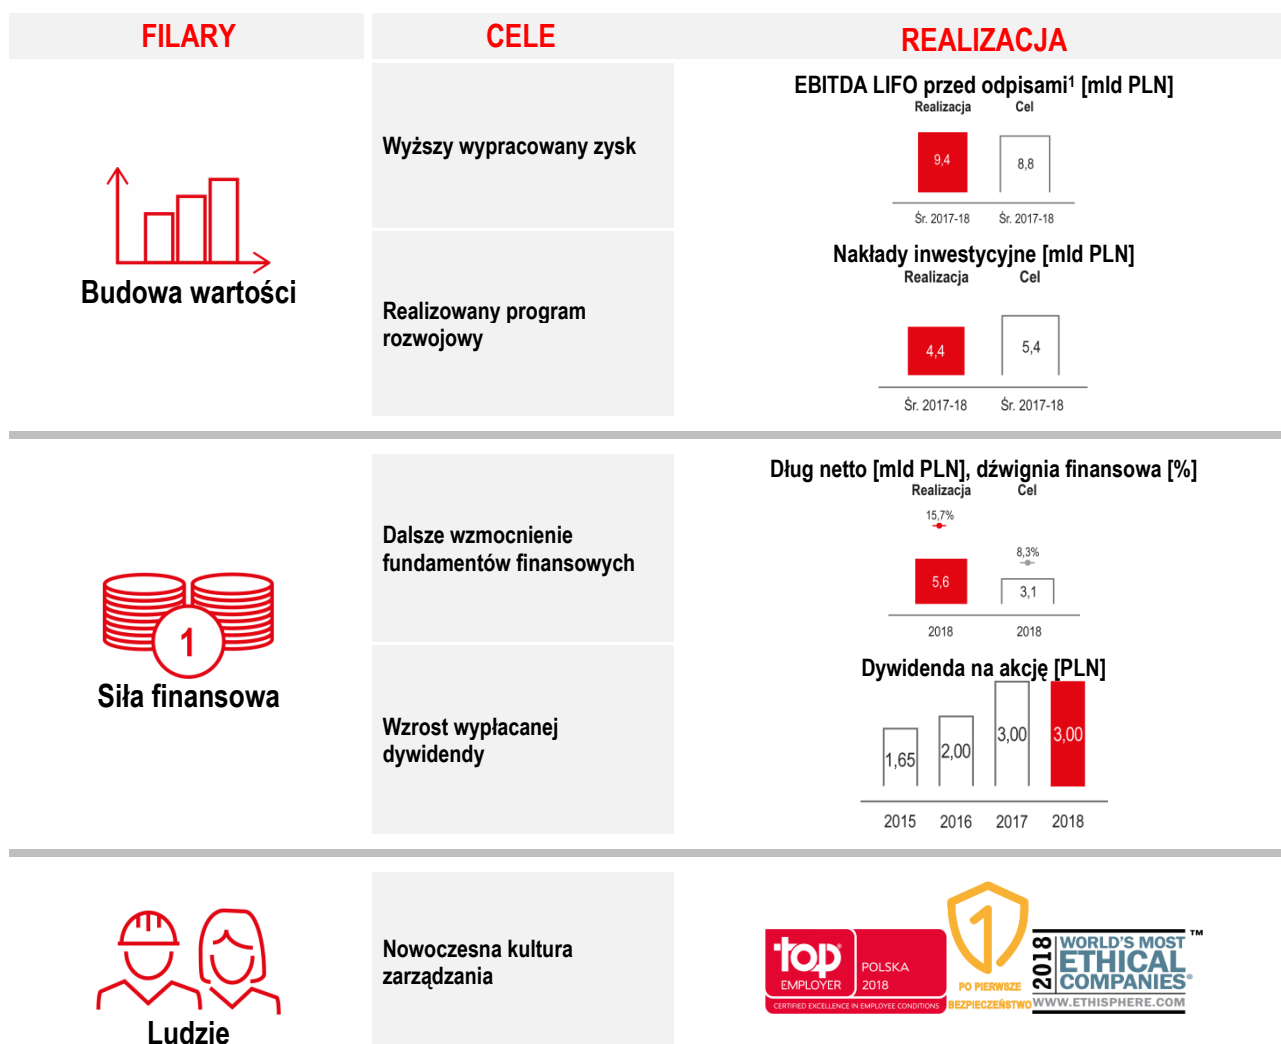 FILARY
CELE
REALIZACJA
Budowa wartości
Wyższy wypracowany zysk
EBITDA LIFO przed odpisami¹ [mld PLN]
Realizacja
Cel
9,4
8,8
Śr. 2017-18
Śr. 2017-18
Realizowany program
rozwojowy
Nakłady inwestycyjne [mld PLN]
Realizacja
Cel
4,4
5,4
Śr. 2017-18
Śr. 2017-18
1
Siła finansowa
Dalsze wzmocnienie
fundamentów finansowych
Dług netto [mld PLN], dźwignia finansowa [%]
Realizacja
Cel
15,7%
8,3%
5,6
3,1
2018
2018
Wzrost wypłacanej
dywidendy
Dywidenda na akcję [PLN]
1,65
2,00
3,00
3,00
2015
2016
2017
2018
Ludzie
Nowoczesna kultura
zarządzania
top
EMPLOYER
POLSKA
2018
CERTIFIED EXCELLENCE IN EMPLOYEE CONDITIONS
1
PO PIERWSZE
BEZPIECZEŃSTWO
2018
WORLD'S MOST
ETHICAL
COMPANIES®
™
WWW.ETHISPHERE.COM